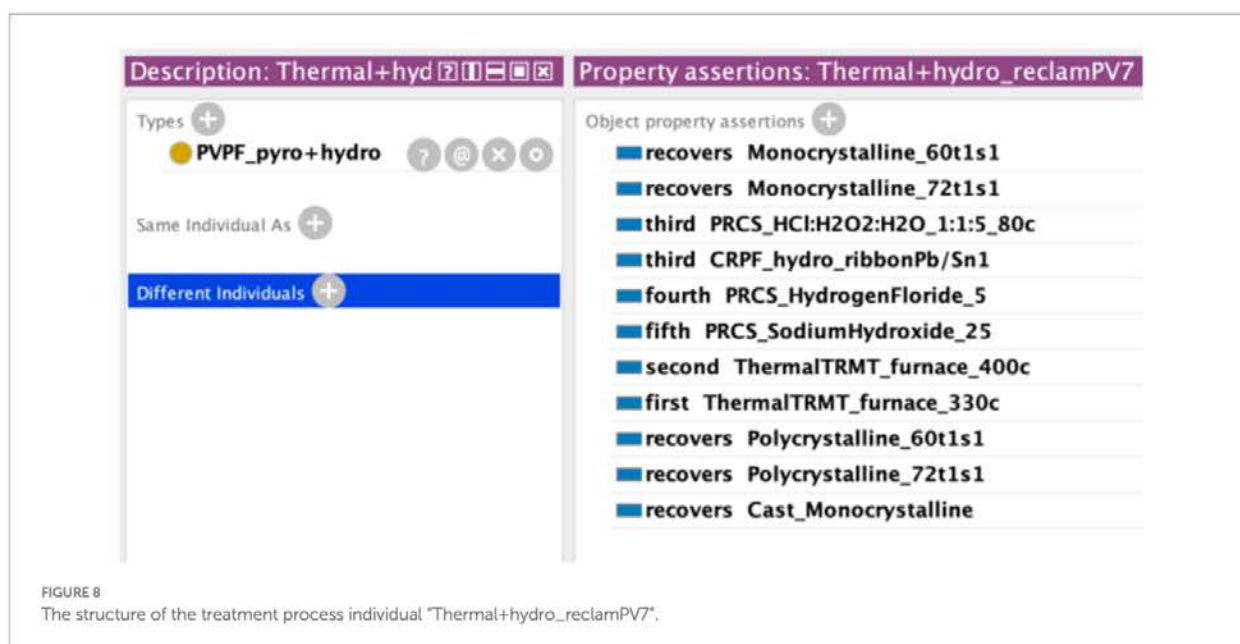 Description: Thermal+hyd
Types
PVPF_pyro+hydro
Same Individual As
Different Individuals
Property assertions: Thermal+hydro_reclamPV7
Object property assertions
recovers Monocrystalline_60t1s1
recovers Monocrystalline_72t1s1
third PRCS_HCl:H2O2:H2O_1:1:5_80c
third CRPF_hydro_ribbonPb/Sn1
fourth PRCS_HydrogenFloride_5
fifth PRCS_SodiumHydroxide_25
second ThermalTRMT_furnace_400c
first ThermalTRMT_furnace_330c
recovers Polycrystalline_60t1s1
recovers Polycrystalline_72t1s1
recovers Cast_Monocrystalline
FIGURE 8
The structure of the treatment process individual "Thermal+hydro_reclamPV7".